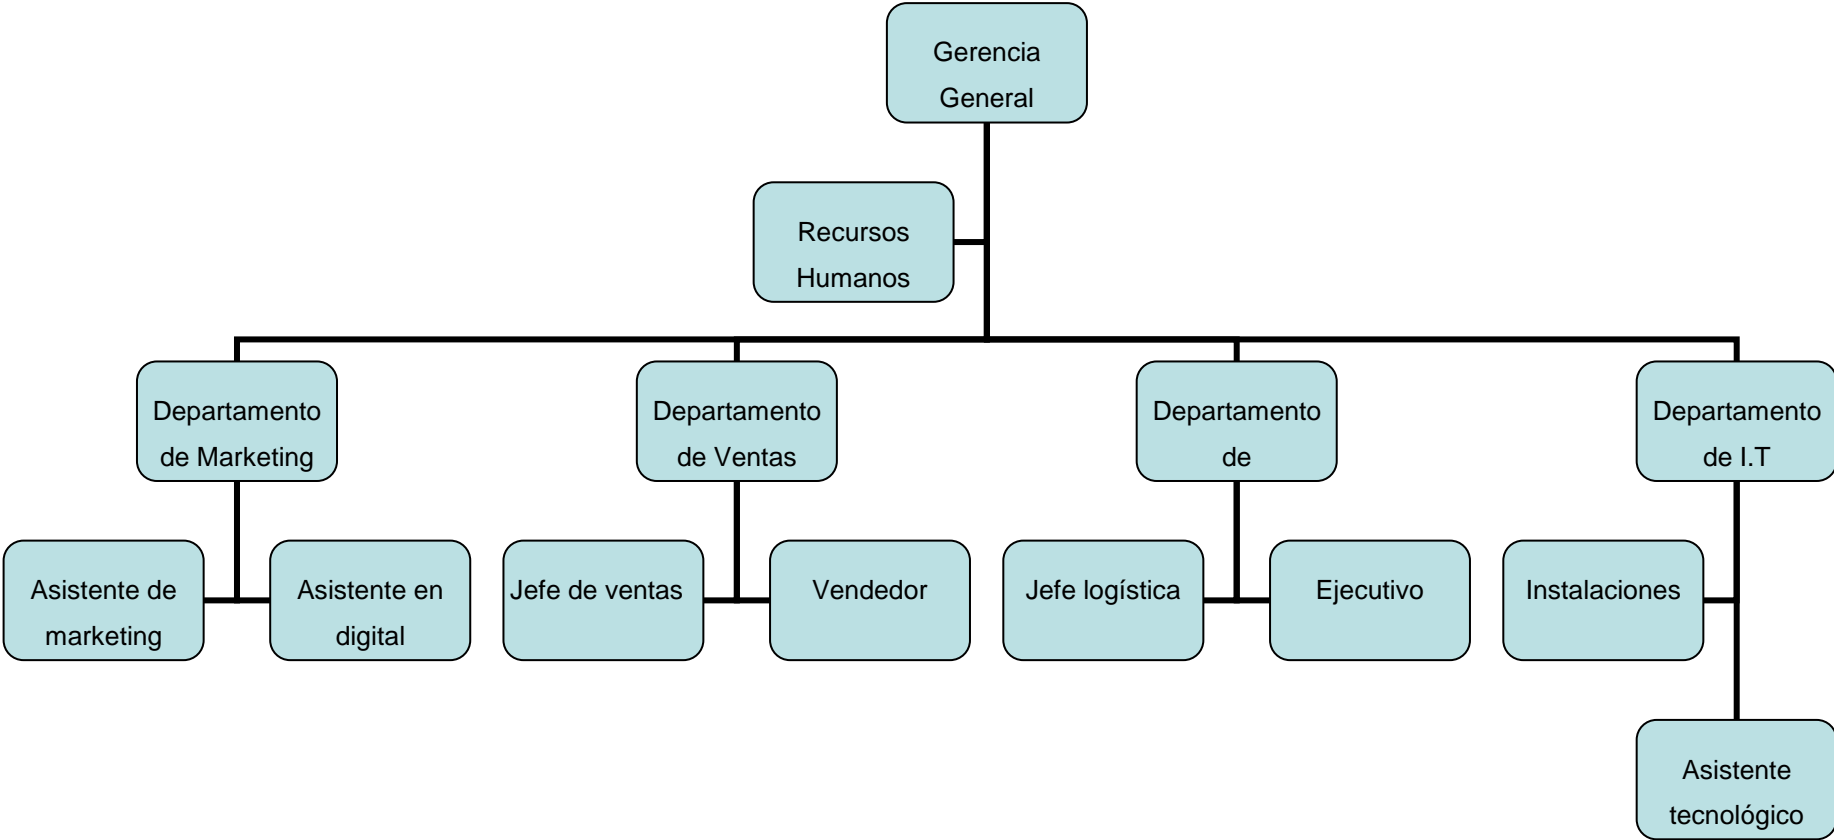 Gerencia
General
Recursos
Humanos
Departamento
de Marketing
Departamento
de Ventas
Departamento
de
Departamento
de I.T
Asistente de
marketing
Asistente en
digital
Jefe de ventas
Vendedor
Jefe logística
Ejecutivo
Instalaciones
Asistente
tecnológico